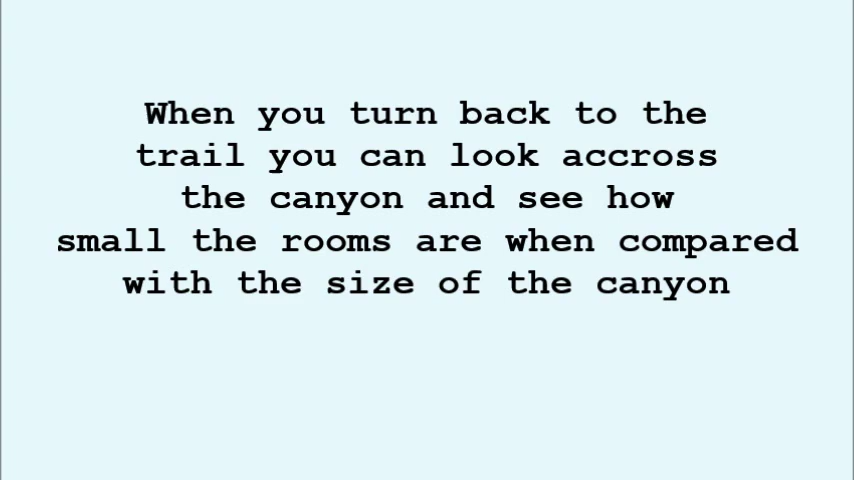 When you turn back to the
trail you can look accross
the canyon and see how
small the rooms are when compared
with the size of the canyon